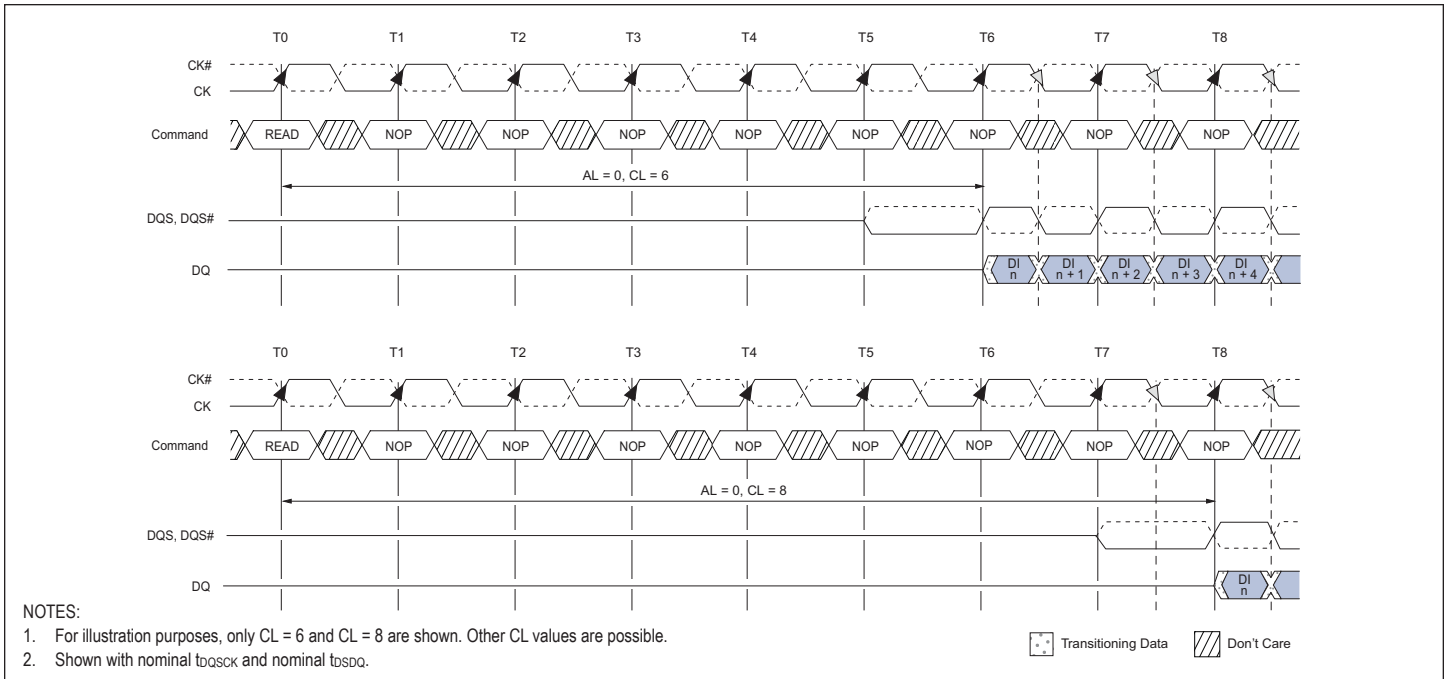 T0 T1 T2 T3 T4 T5 T6 T7 T8
CK#
CK
Command READ NOP NOP NOP NOP NOP NOP NOP NOP
AL = 0, CL = 6
DQS, DQS#
DQ DI n DI n + 1 DI n + 2 DI n + 3 DI n + 4
T0 T1 T2 T3 T4 T5 T6 T7 T8
CK#
CK
Command READ NOP NOP NOP NOP NOP NOP NOP NOP
AL = 0, CL = 8
DQS, DQS#
DQ DI n
NOTES:
1. For illustration purposes, only CL = 6 and CL = 8 are shown. Other CL values are possible.
2. Shown with nominal tDQSCK and nominal tDSDQ.
Transitioning Data Don't Care